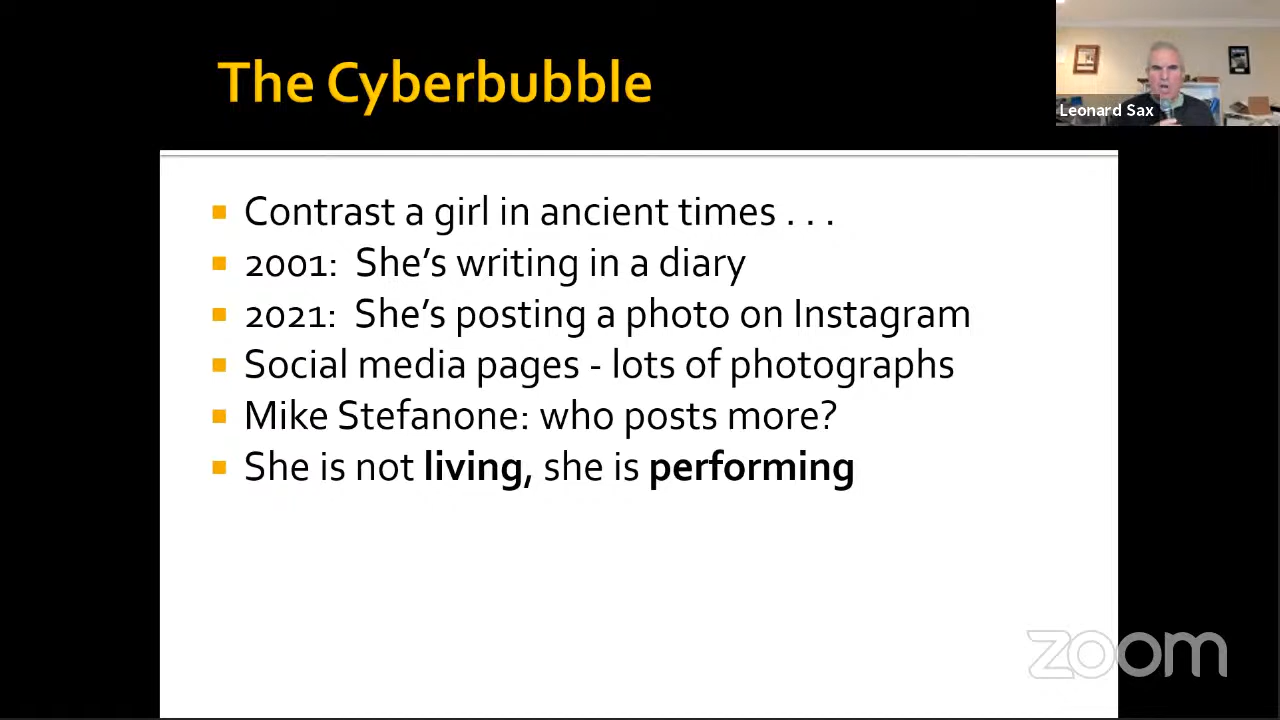 The Cyberbubble
Leonard Sax
Contrast a girl in ancient times . . .
2001: She’s writing in a diary
2021: She’s posting a photo on Instagram
Social media pages - lots of photographs
Mike Stefanone: who posts more?
She is not living, she is performing
zoom